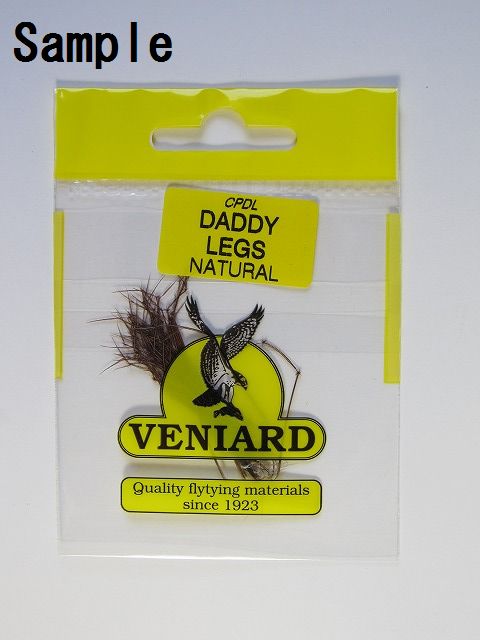 Sample
CPDL
DADDY
LEGS
NATURAL
VENIARD
Quality flytying materials
since 1923